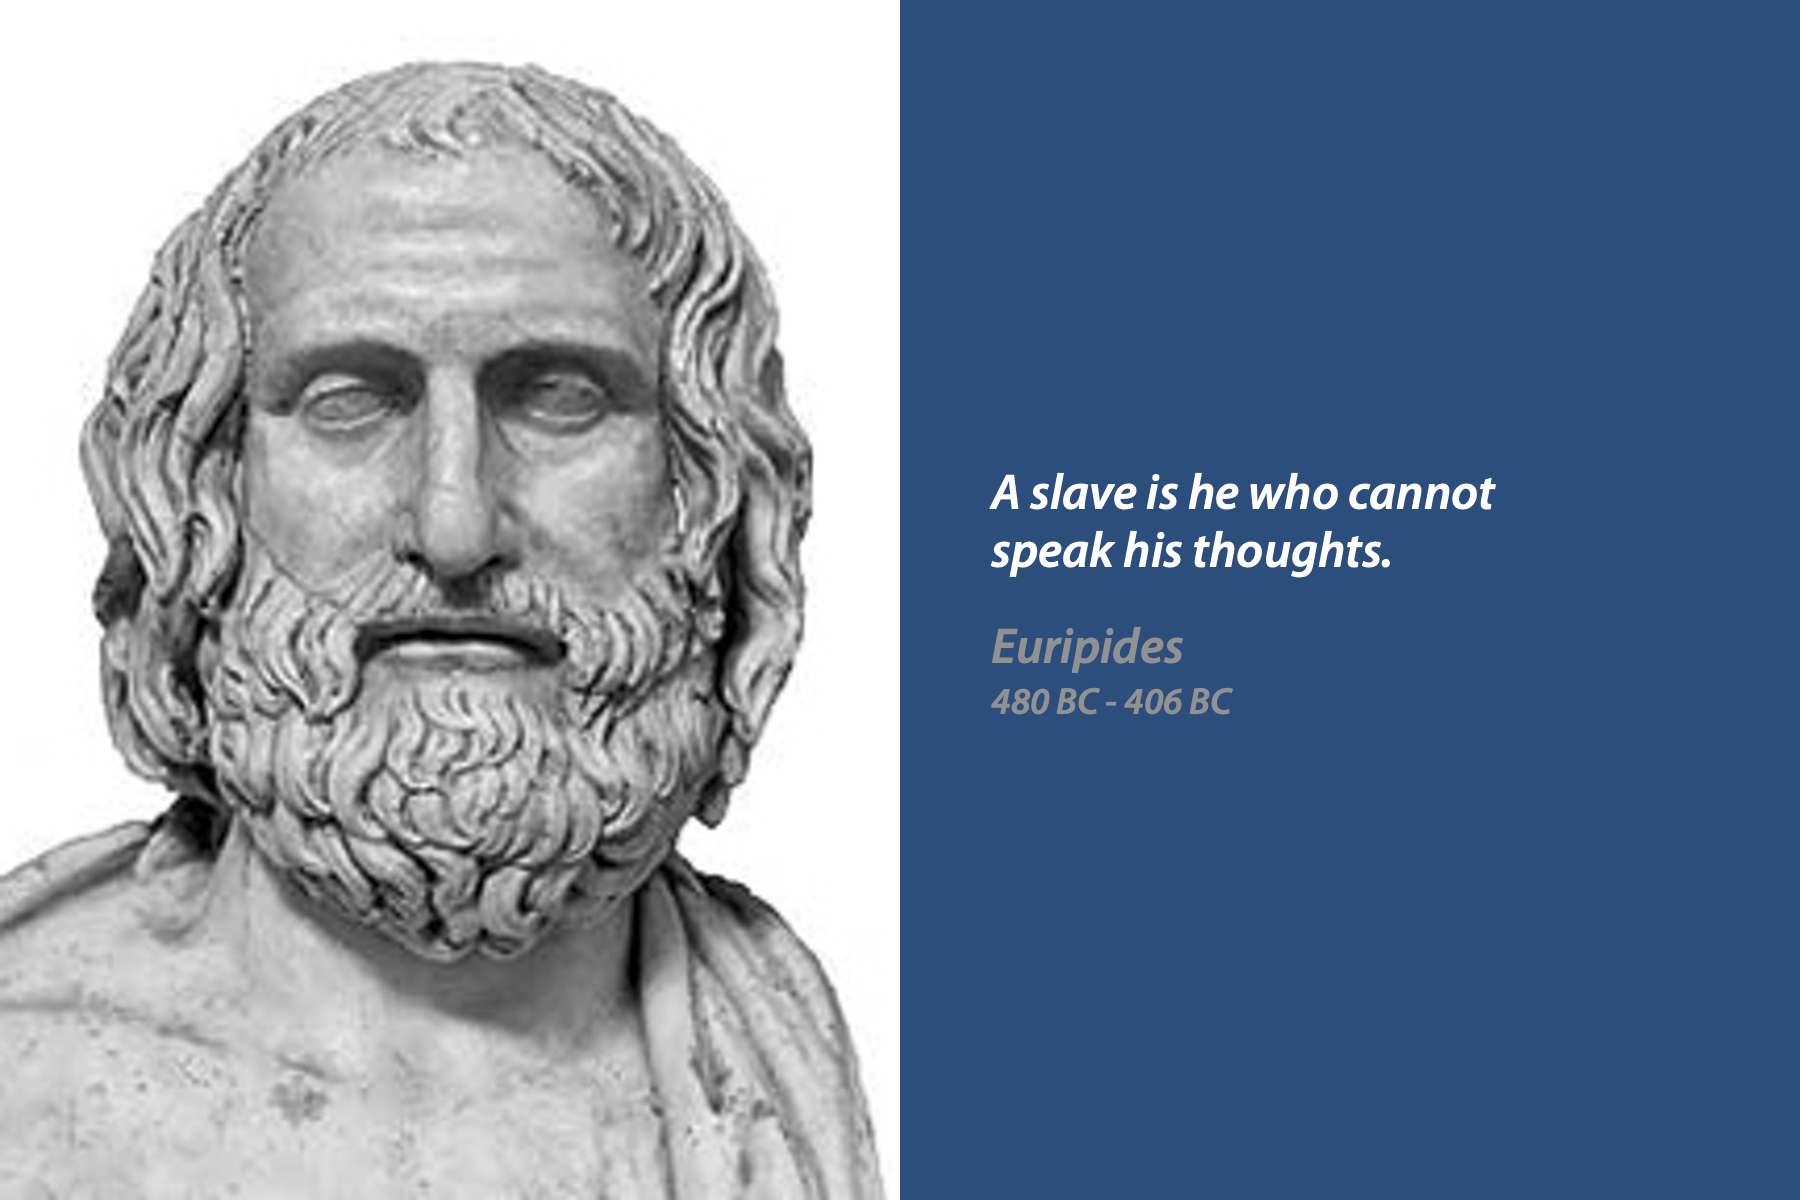 A slave is he who cannot
speak his thoughts.
Euripides
480 BC - 406 BC